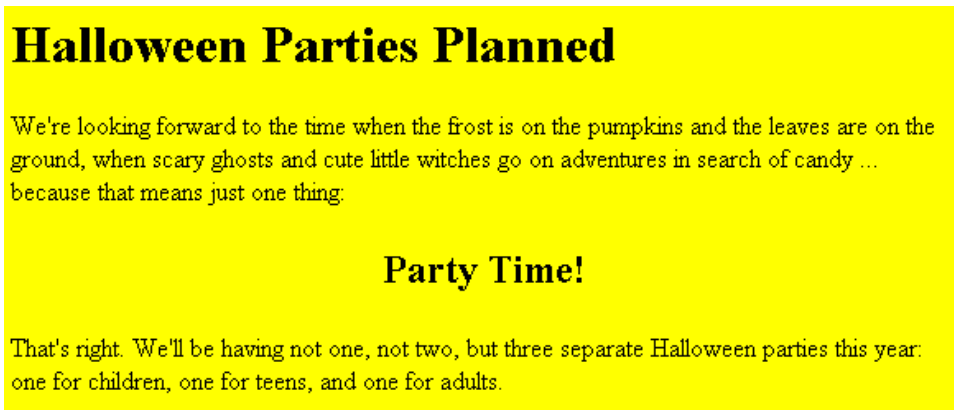 Halloween Parties Planned
We're looking forward to the time when the frost is on the pumpkins and the leaves are on the
ground, when scary ghosts and cute little witches go on adventures in search of candy ...
because that means just one thing:
Party Time!
That's right. We'll be having not one, not two, but three separate Halloween parties this year:
one for children, one for teens, and one for adults.